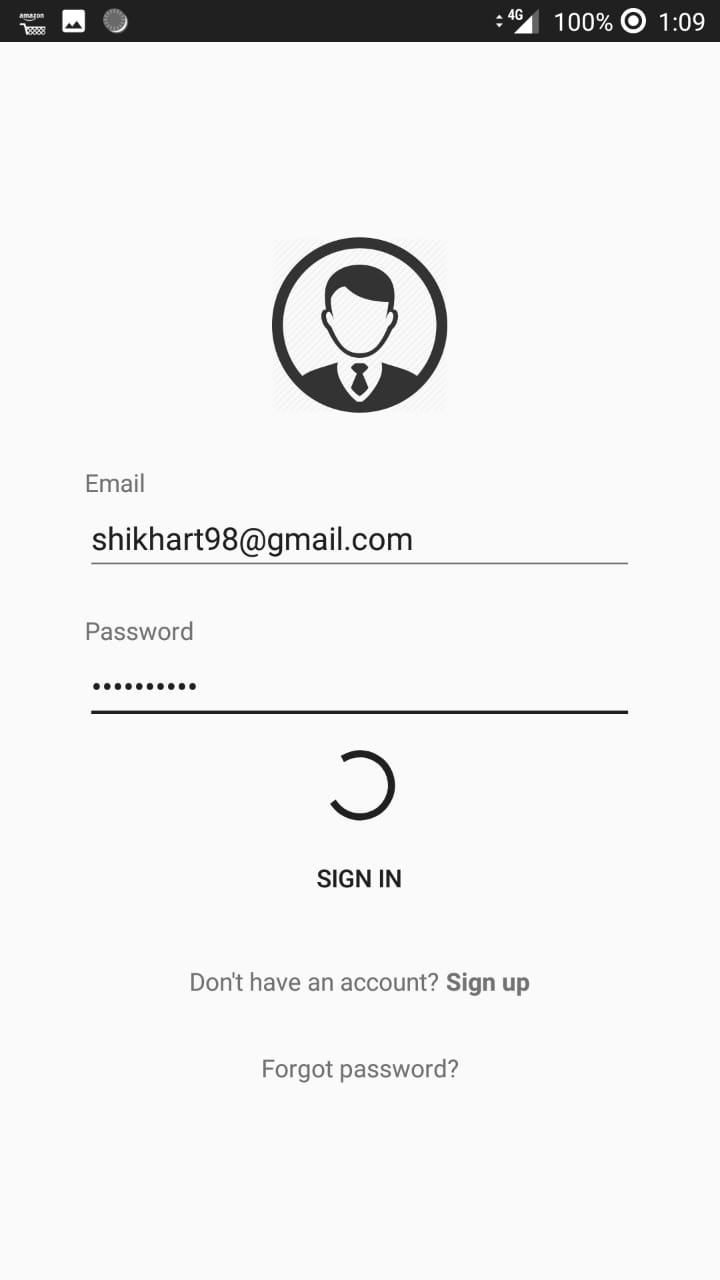 amazon
4G 100% 1:09
Email
shikhart98@gmail.com
Password
••••••••••
SIGN IN
Don't have an account? Sign up
Forgot password?